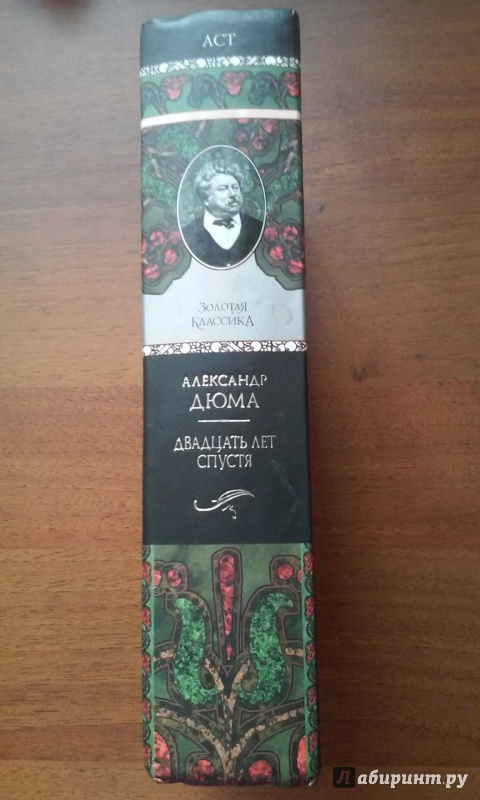 АСТ
ЗОЛОТАЯ
КЛАССИКА
АЛЕКСАНДР
ДЮМА
ДВАДЦАТЬ ЛЕТ
СПУСТЯ
Лабиринт.ру